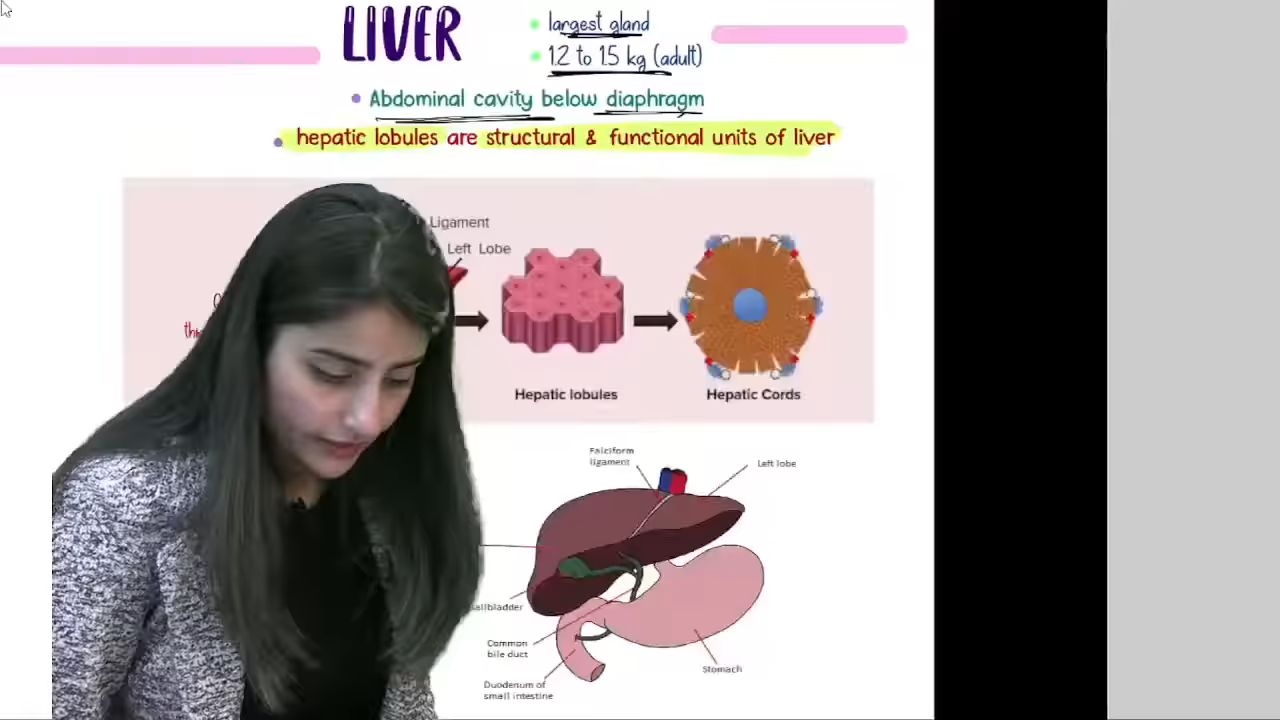 LIVER
largest gland
1.2 to 1.5 kg (adult)
Abdominal cavity below diaphragm
hepatic lobules are structural & functional units of liver
Ligament
Left Lobe
Hepatic lobules
Hepatic Cords
Falciform
ligament
Left lobe
Common
bile duct
Stomach
Duodenum of
small intestine